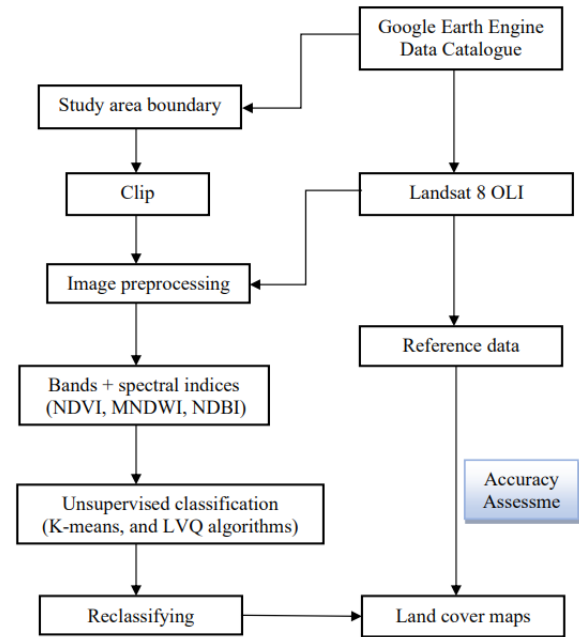 Google Earth Engine
Data Catalogue
Study area boundary
Clip
Landsat 8 OLI
Image preprocessing
Reference data
Bands + spectral indices
(NDVI, MNDWI, NDBI)
Accuracy
Assessme
Unsupervised classification
(K-means, and LVQ algorithms)
Reclassifying
Land cover maps